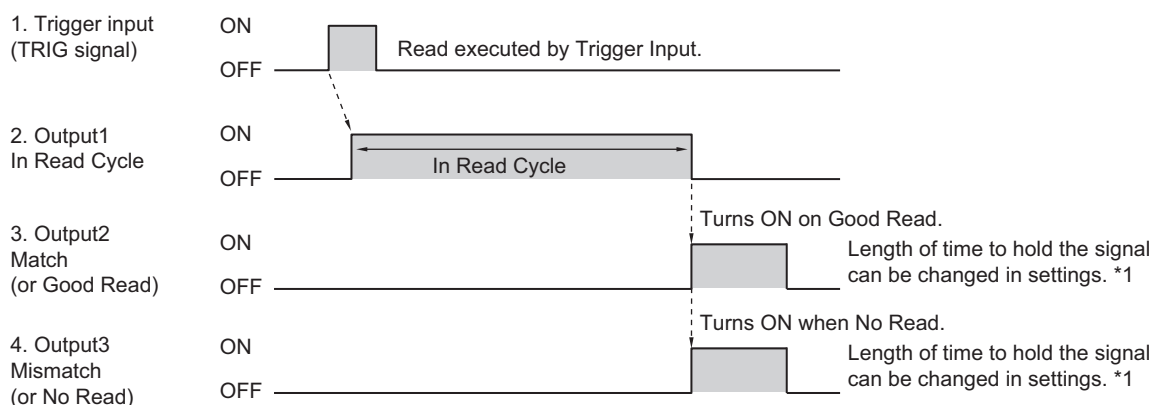 1. Trigger input
(TRIG signal)
ON
OFF
Read executed by Trigger Input.
2. Output1
In Read Cycle
ON
OFF
In Read Cycle
3. Output2
Match
(or Good Read)
ON
OFF
Turns ON on Good Read.
Length of time to hold the signal
can be changed in settings. *1
4. Output3
Mismatch
(or No Read)
ON
OFF
Turns ON when No Read.
Length of time to hold the signal
can be changed in settings. *1